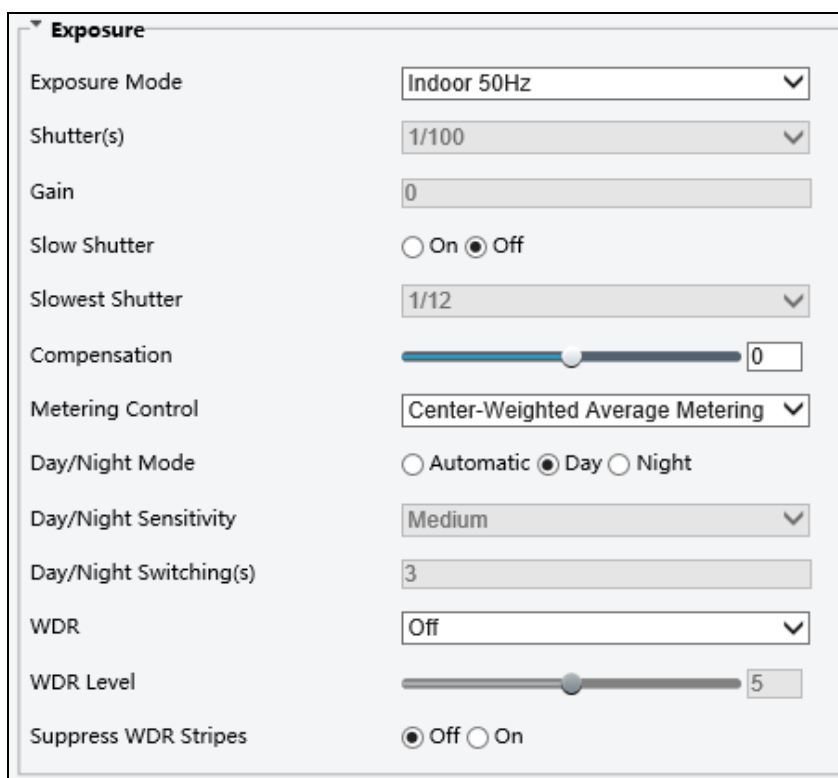 Exposure
Exposure Mode Indoor 50Hz
Shutter(s) 1/100
Gain 0
Slow Shutter On Off
Slowest Shutter 1/12
Compensation 0
Metering Control Center-Weighted Average Metering
Day/Night Mode Automatic Day Night
Day/Night Sensitivity Medium
Day/Night Switching(s) 3
WDR Off
WDR Level 5
Suppress WDR Stripes Off On